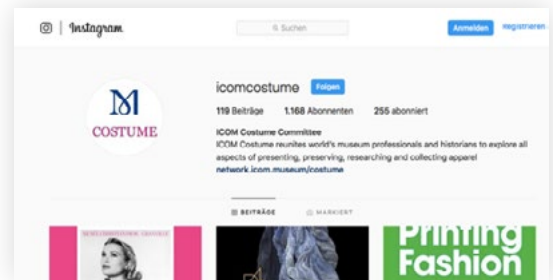 Instagram
Suchen
Anmelden
Registrieren
COSTUME
icomcostume Folgen
119 Beiträge 1.168 Abonnenten 255 abonniert
ICOM Costume Committee
ICOM Costume reunites world's museum professionals and historians to explore all
aspects of presenting, preserving, researching and collecting apparel
network.icom.museum/costume
BEITRÄGE MARKIERT
Printing
Fashion